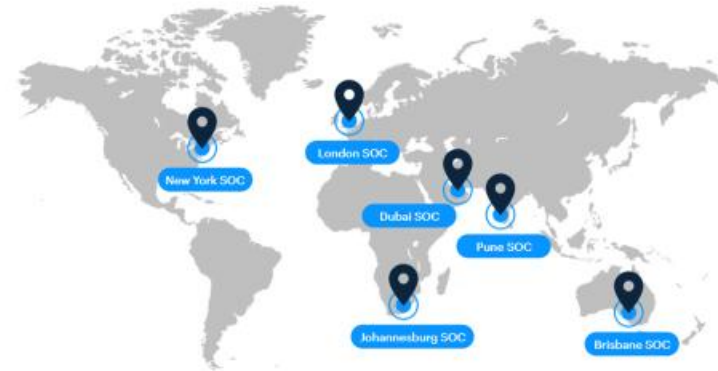 London SOC
New York SOC
Dubai SOC
Pune SOC
Johannesburg SOC
Brisbane SOC